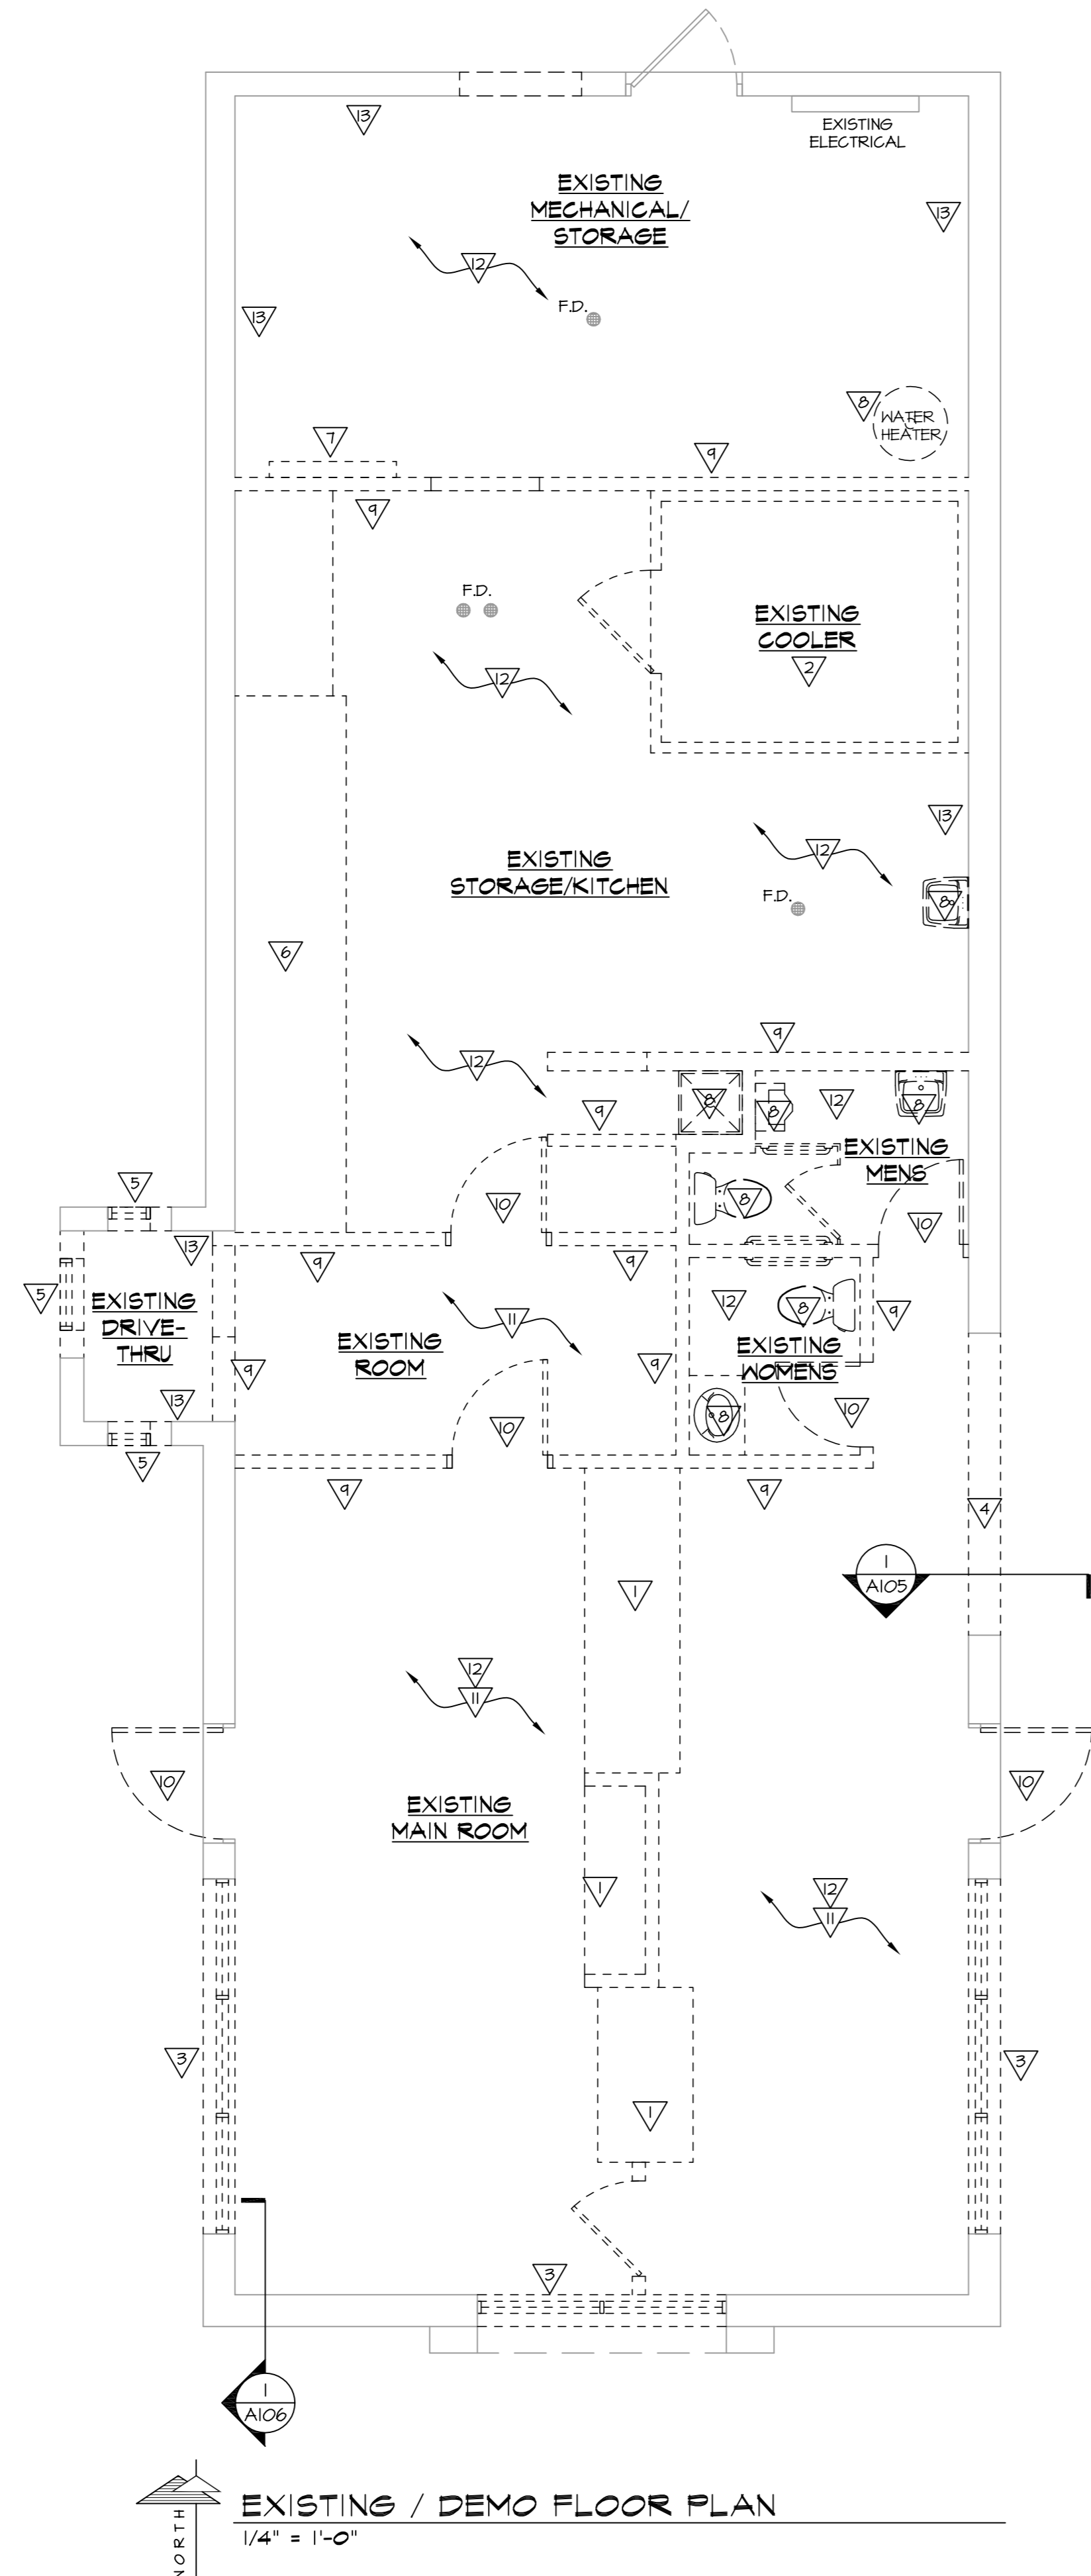 13
EXISTING
ELECTRICAL
EXISTING
MECHANICAL/
STORAGE
13
12
F.D.
13
8
WATER
HEATER
7
9
9
F.D.
EXISTING
COOLER
2
12
13
12
EXISTING
STORAGE/KITCHEN
F.D.
8
6
9
12
9
8
8
12
8
EXISTING
MENS
5
8
10
10
13
9
9
5
EXISTING
DRIVE-
THRU
12
8
9
11
EXISTING
ROOM
EXISTING
WOMENS
9
9
13
10
8
10
5
9
9
4
1
A105
1
12
11
10
10
EXISTING
MAIN ROOM
1
12
11
3
3
1
3
1
A106
NORTH
EXISTING / DEMO FLOOR PLAN
1/4" = 1'-0"